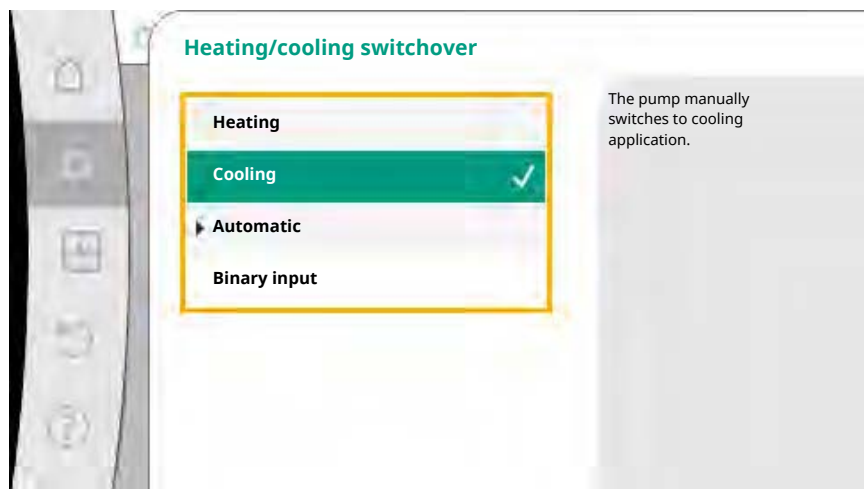 Heating/cooling switchover
Heating
Cooling
Automatic
Binary input
The pump manually
switches to cooling
application.